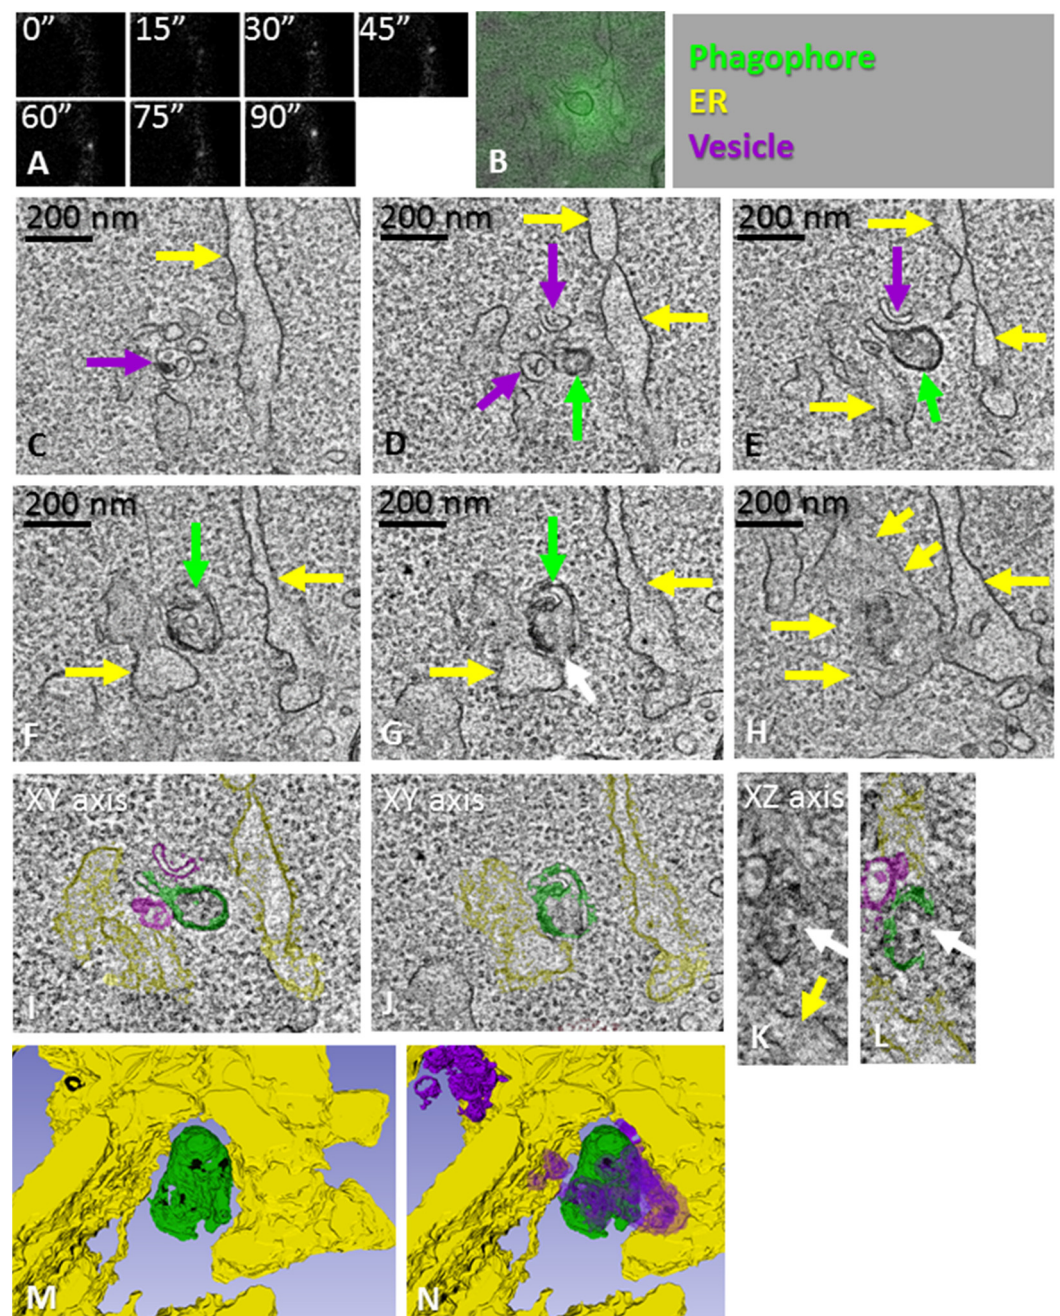 0” 15” 30” 45”
60” 75” 90”
A
B
Phagophore
ER
Vesicle
200 nm
C
200 nm
D
200 nm
E
200 nm
F
200 nm
G
200 nm
H
XY axis
I
XY axis
J
XZ axis
K
L
M
N